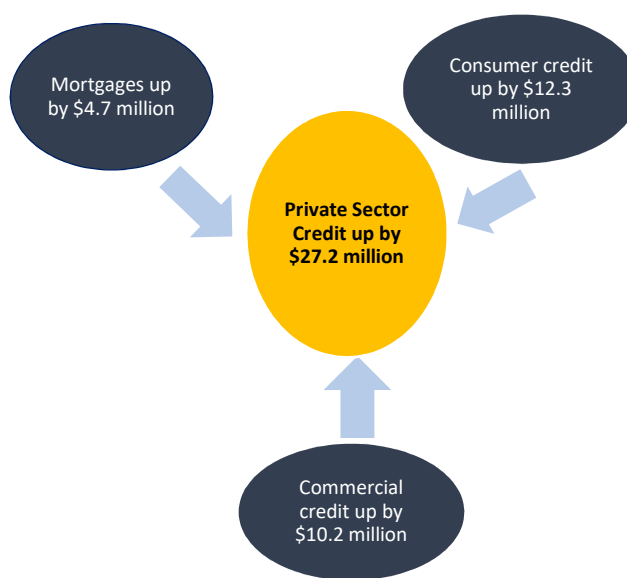 Mortgages up
by $4.7 million
Consumer credit
up by $12.3
million
Private Sector
Credit up by
$27.2 million
Commercial
credit up by
$10.2 million